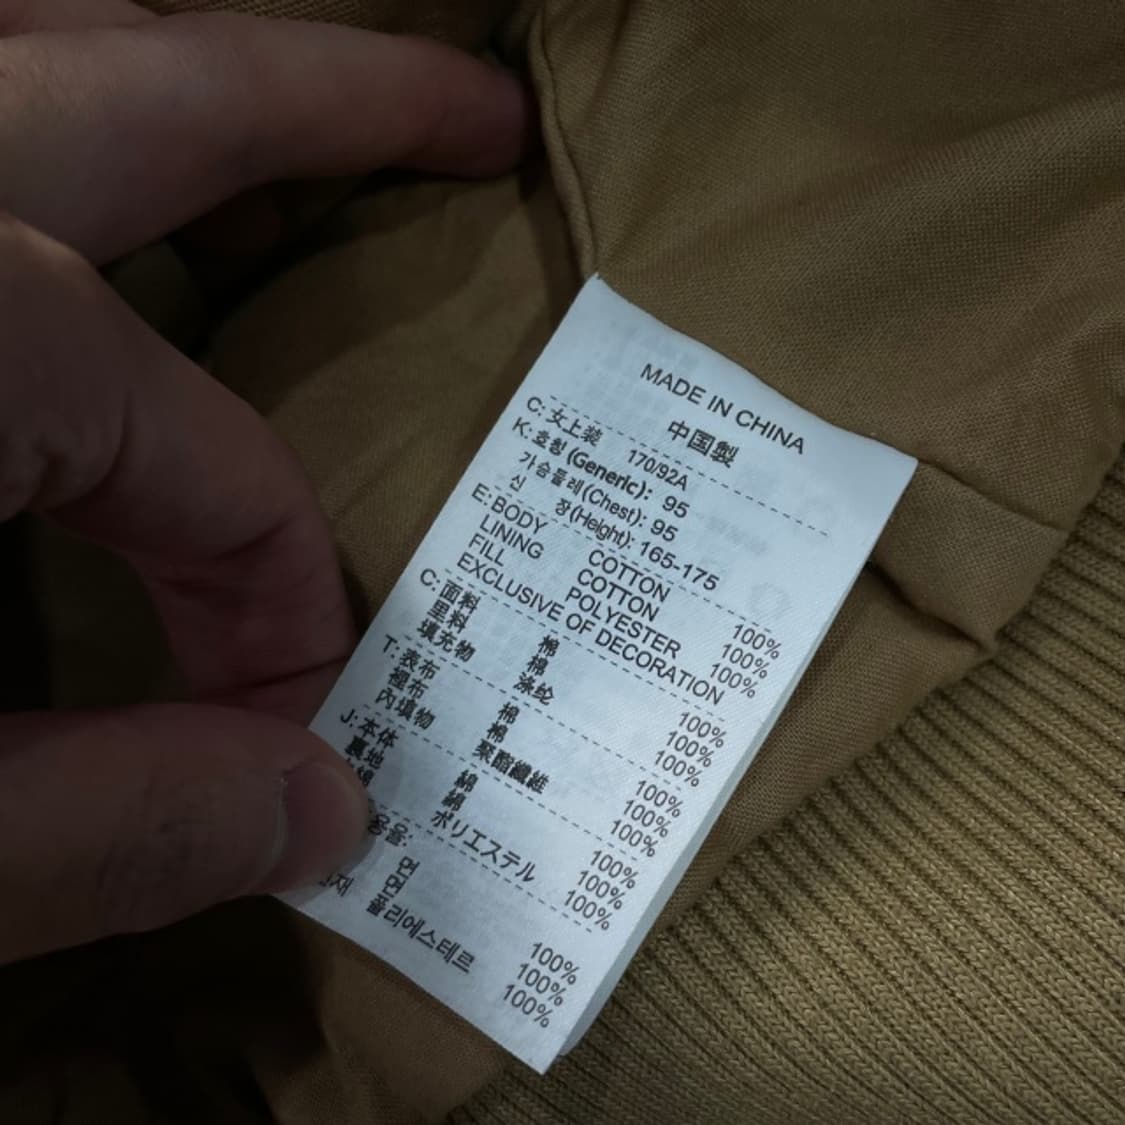 MADE IN CHINA
中国製
C: 女上装 170/92A
K: 호칭 (Generic): 95
가슴둘레(Chest): 95
신 장(Height): 165-175
E: BODY COTTON 100%
LINING COTTON 100%
FILL POLYESTER 100%
EXCLUSIVE OF DECORATION
C: 面料 棉 100%
里料 棉 100%
填充物 涤纶 100%
T: 表布 棉 100%
裡布 棉 100%
內填物 聚酯纖維 100%
J: 本体 綿 100%
裏地 綿 100%
ポリエステル 100%
용율:
면 100%
면 100%
폴리에스테르 100%